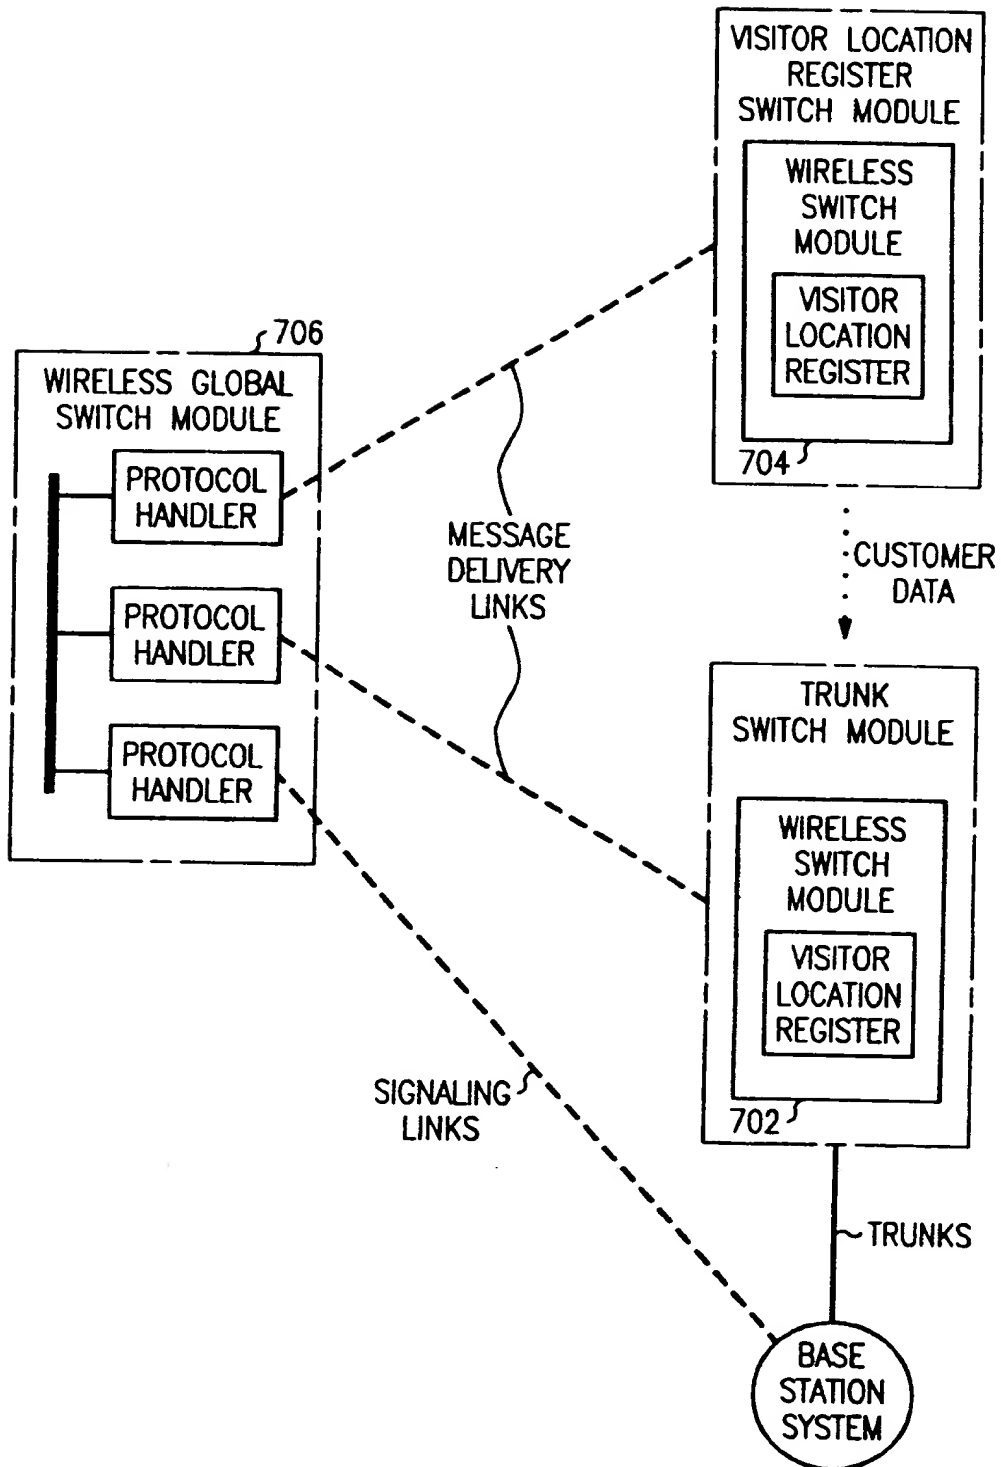 VISITOR LOCATION
REGISTER
SWITCH MODULE
WIRELESS
SWITCH
MODULE
VISITOR
LOCATION
REGISTER
704
706
WIRELESS GLOBAL
SWITCH MODULE
PROTOCOL
HANDLER
PROTOCOL
HANDLER
PROTOCOL
HANDLER
MESSAGE
DELIVERY
LINKS
CUSTOMER
DATA
TRUNK
SWITCH MODULE
WIRELESS
SWITCH
MODULE
VISITOR
LOCATION
REGISTER
702
SIGNALING
LINKS
TRUNKS
BASE
STATION
SYSTEM